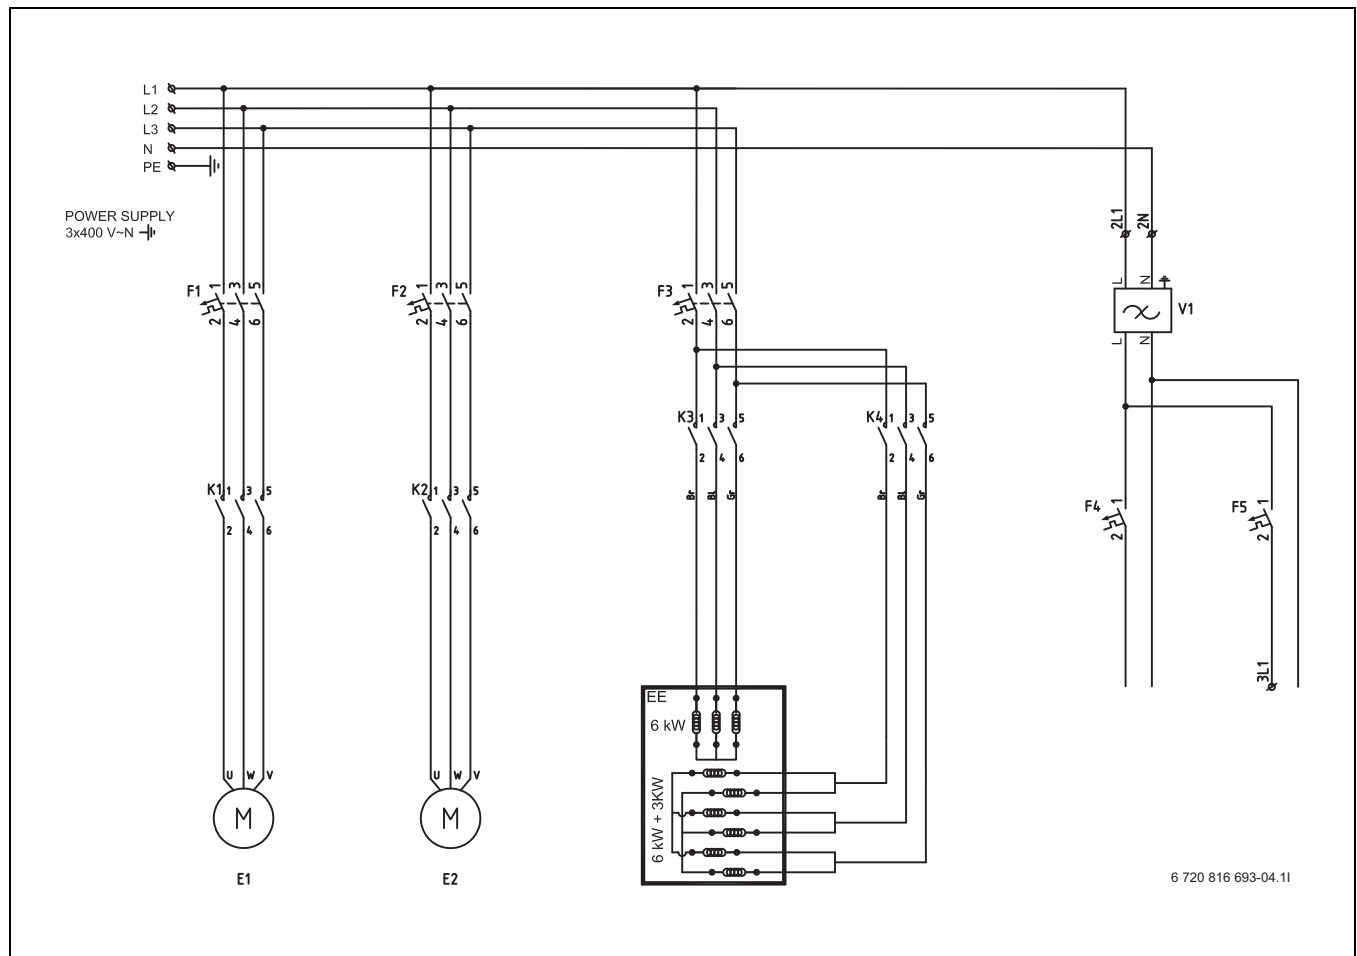 L1
L2
L3
N
PE
POWER SUPPLY
3x400 V~N
2L1
2N
F1
1
3
5
2
4
6
F2
1
3
5
2
4
6
F3
1
3
5
2
4
6
L
N
V1
L
N
K3
1
3
5
2
4
6
K4
1
3
5
2
4
6
Br
Bl
Gr
Br
Bl
Gr
K1
1
3
5
2
4
6
K2
1
3
5
2
4
6
F4
1
2
F5
1
2
3L1
EE
6 kW
6 kW + 3KW
U
W
V
M
E1
U
W
V
M
E2
6 720 816 693-04.1I